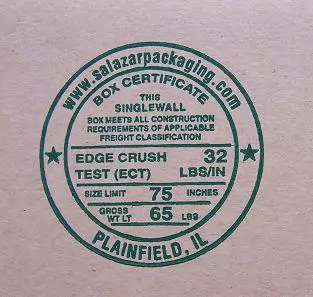 www.salazarpackaging.com
BOX CERTIFICATE
THIS
SINGLEWALL
BOX MEETS ALL CONSTRUCTION
REQUIREMENTS OF APPLICABLE
FREIGHT CLASSIFICATION
EDGE CRUSH 32
TEST (ECT) LBS/IN
SIZE LIMIT 75 INCHES
GROSS
WT LT 65 LBS
PLAINFIELD, IL